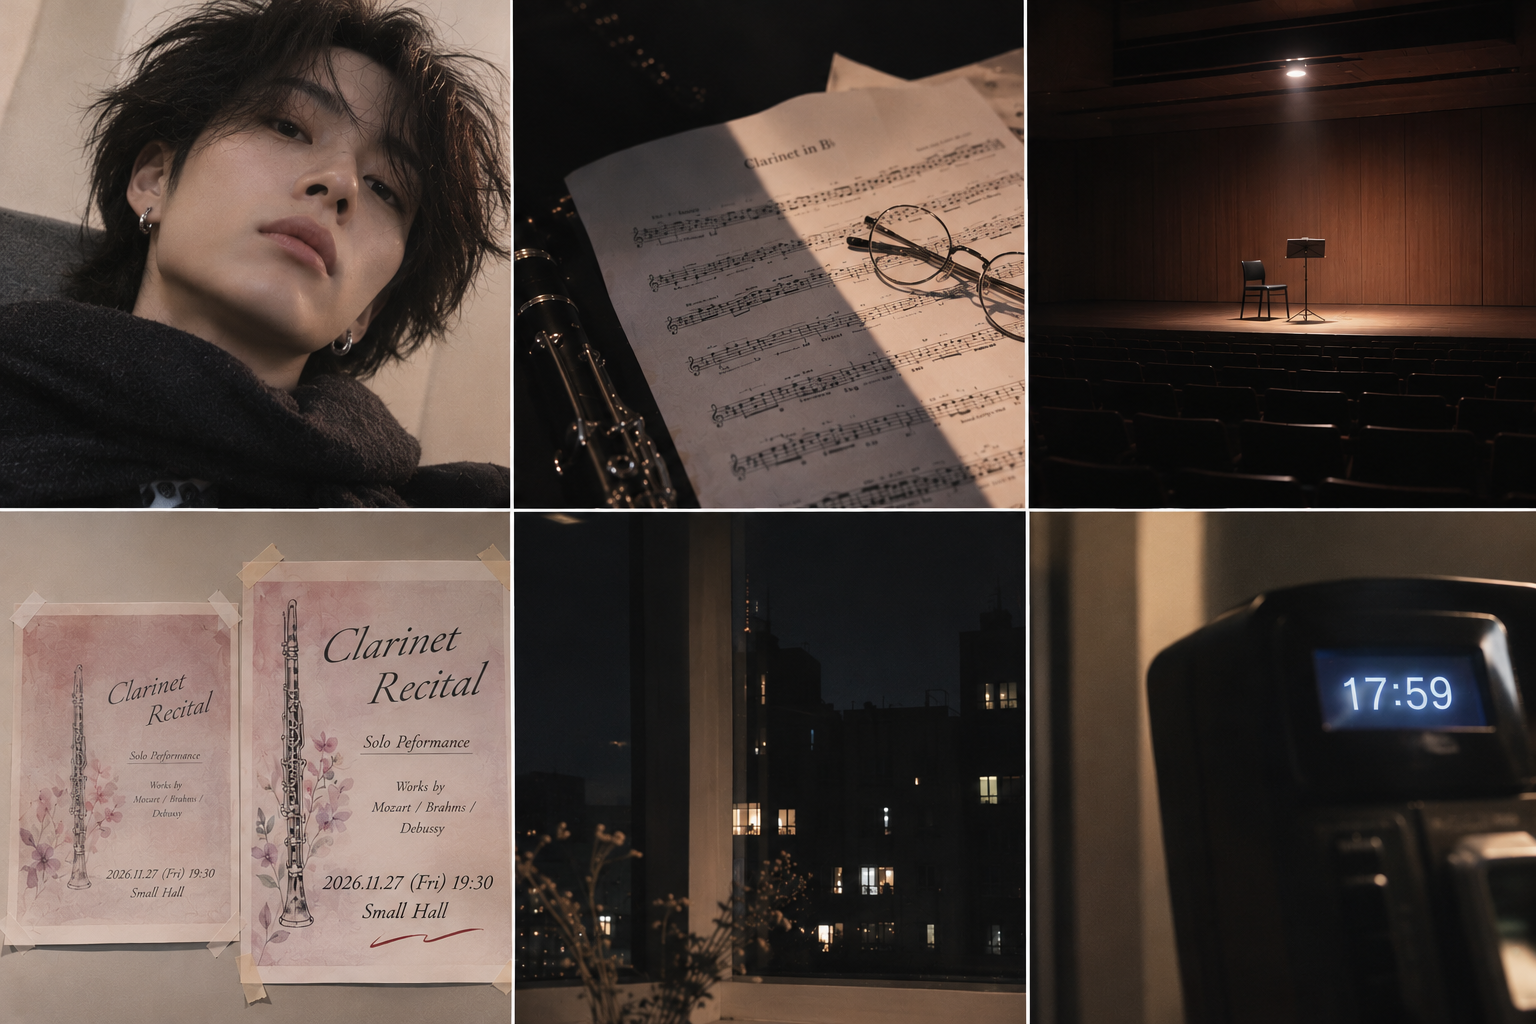 Clarinet in B♭
Clarinet
Recital
Solo Performance
Works by
Mozart / Brahms /
Debussy
2026.11.27 (Fri) 19:30
Small Hall
Clarinet
Recital
Solo Peformance
Works by
Mozart / Brahms /
Debussy
2026.11.27 (Fri) 19:30
Small Hall
17:59